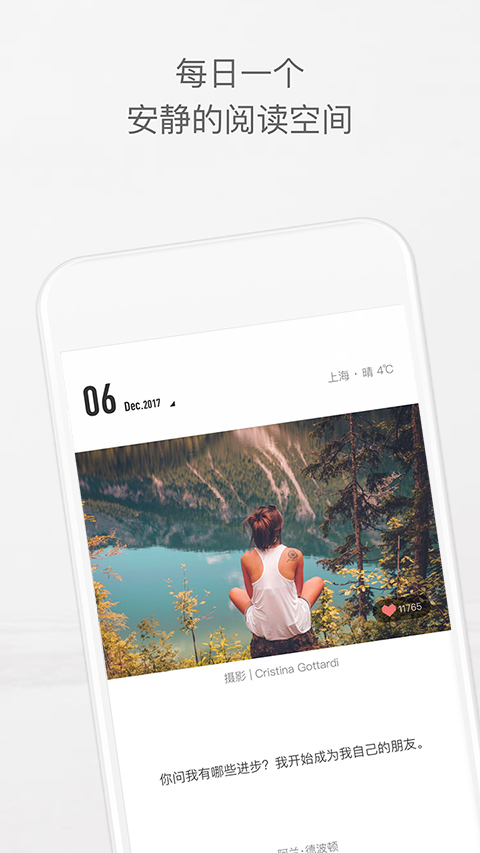 每日一个
安静的阅读空间
06 Dec.2017
上海·晴 4℃
11765
摄影 | Cristina Gottardi
你问我有哪些进步？我开始成为我自己的朋友。
阿兰·德波顿